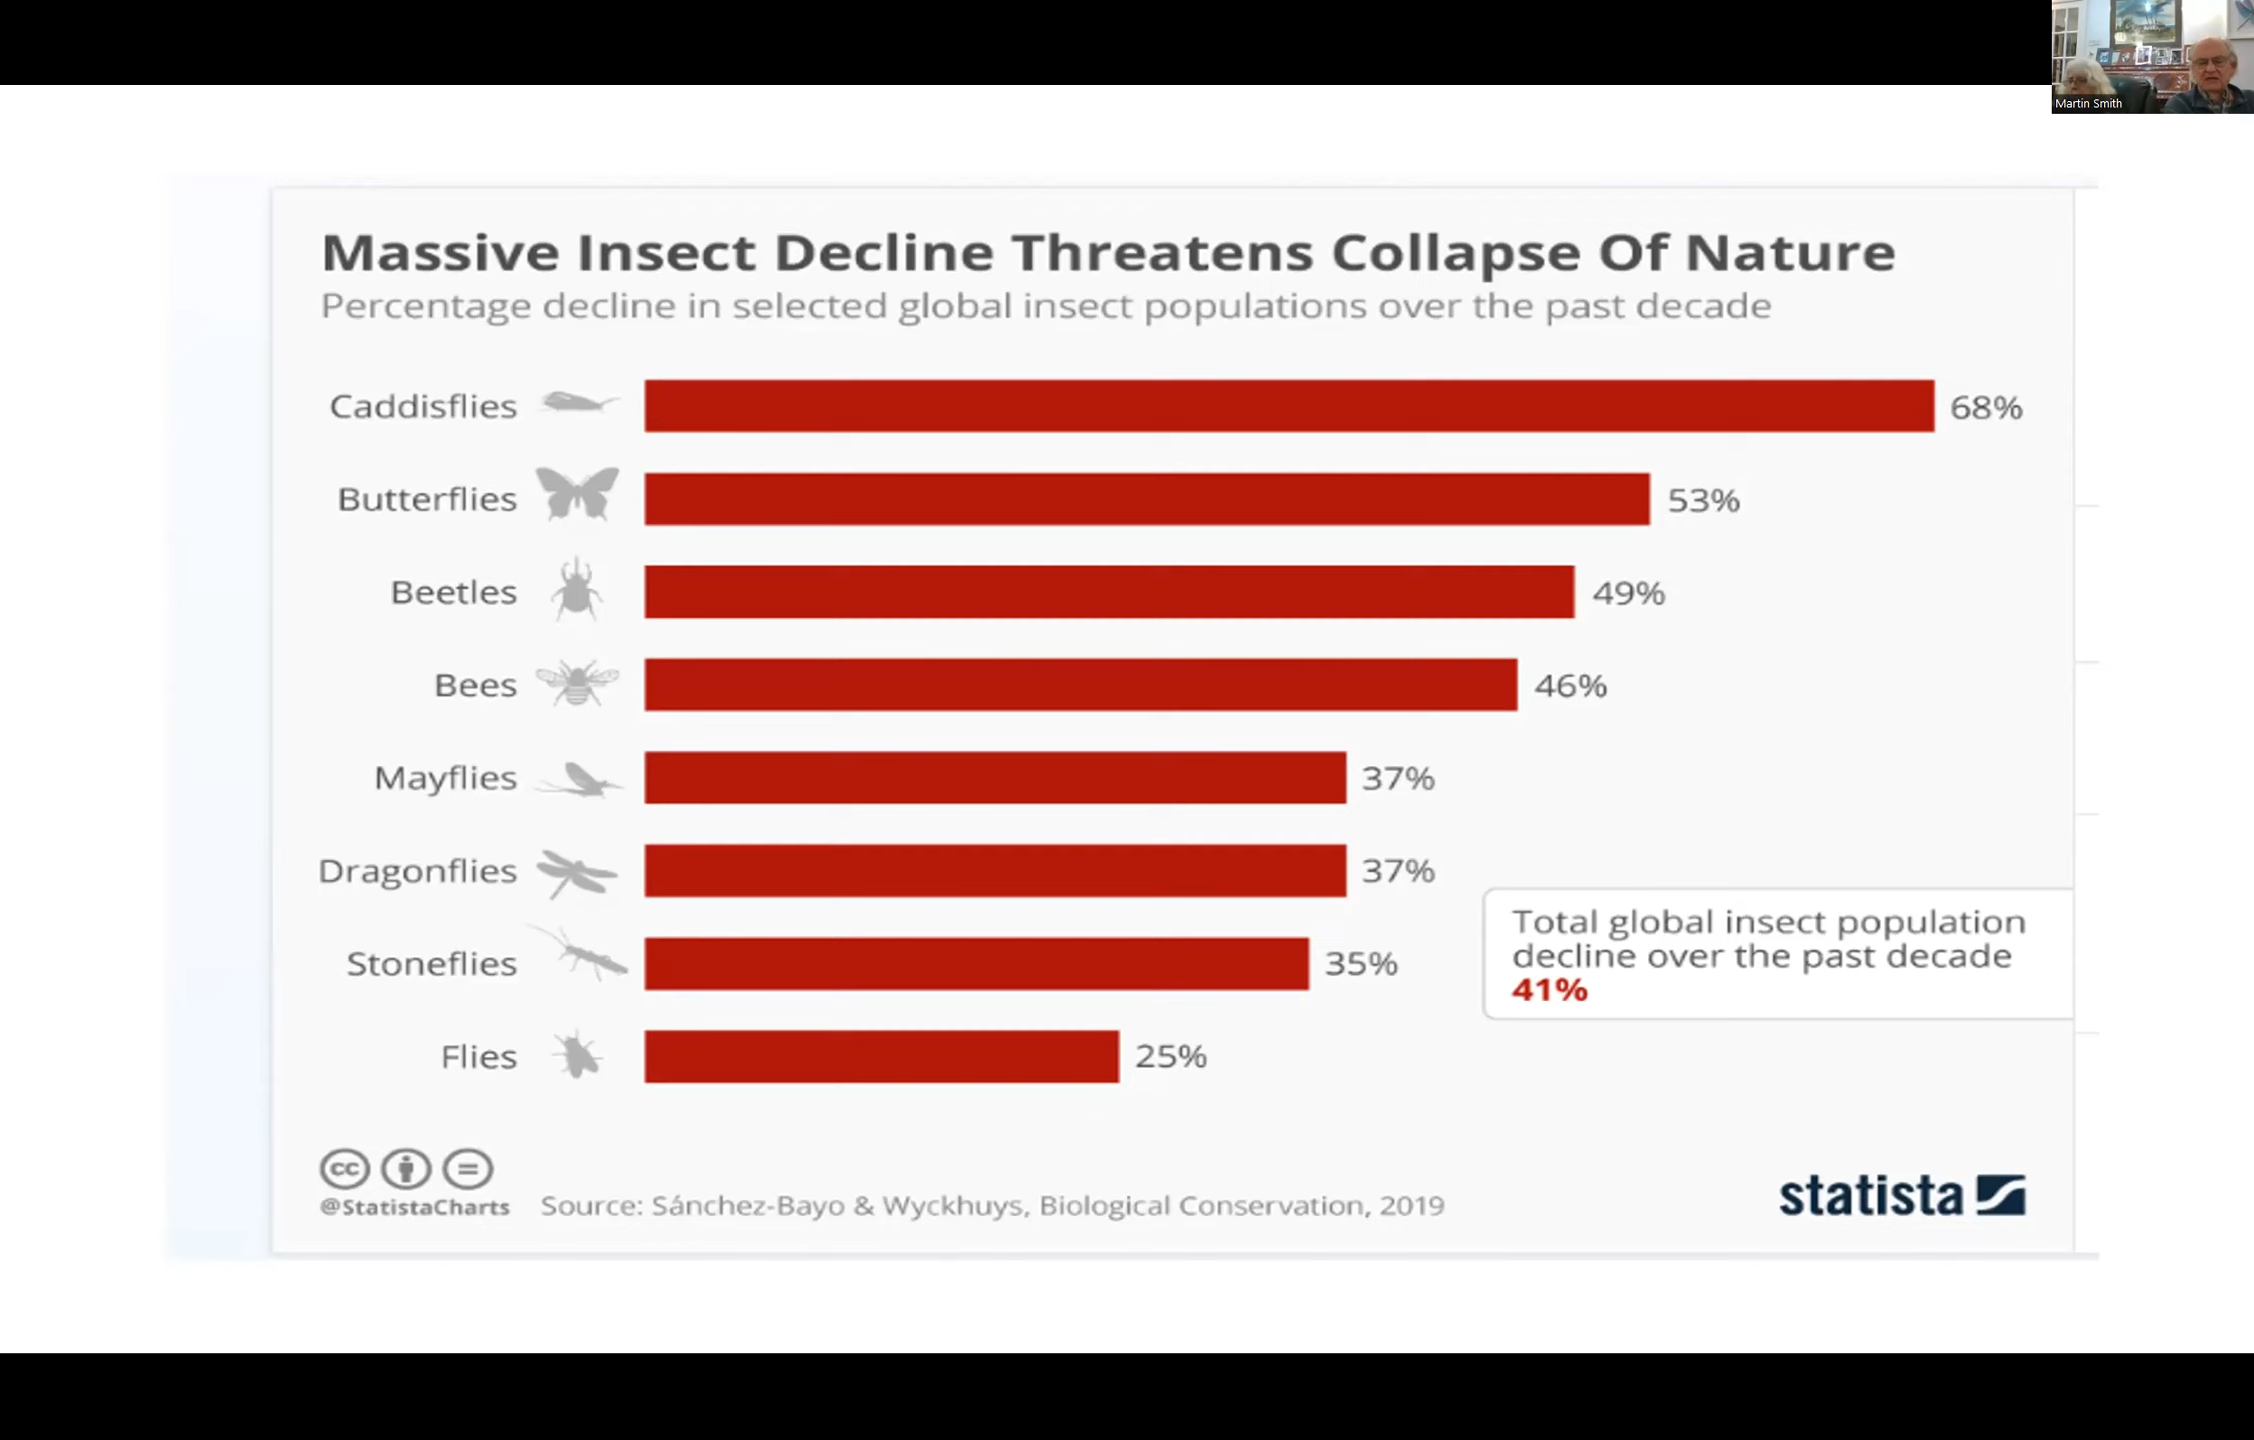 Martin Smith
Massive Insect Decline Threatens Collapse Of Nature
Percentage decline in selected global insect populations over the past decade
Caddisflies 68%
Butterflies 53%
Beetles 49%
Bees 46%
Mayflies 37%
Dragonflies 37%
Stoneflies 35%
Flies 25%
Total global insect population
decline over the past decade
41%
cc
@StatistaCharts Source: Sánchez-Bayo & Wyckhuys, Biological Conservation, 2019
statista